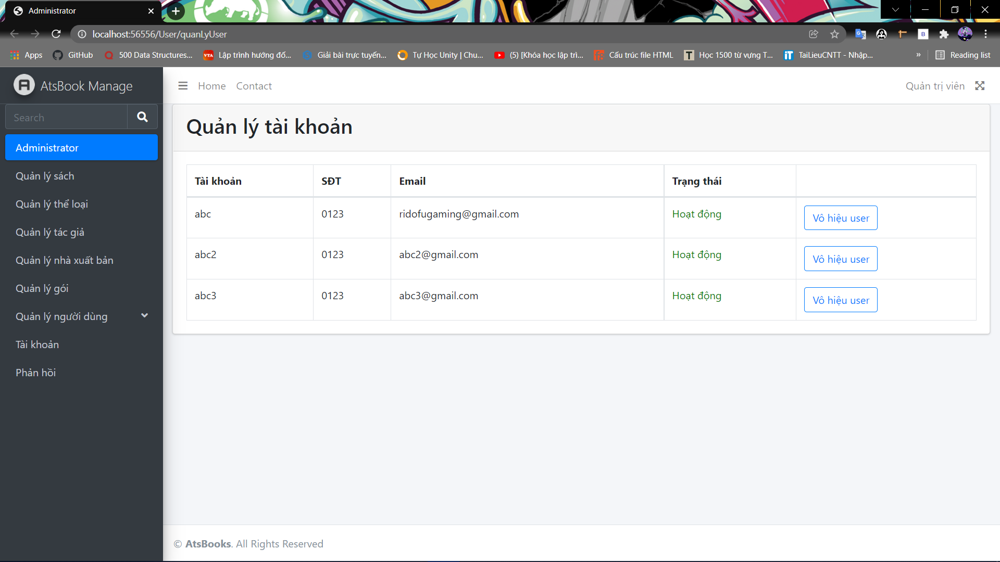 Administrator
localhost:56556/User/quanLyUser
Apps GitHub 500 Data Structures... Lập trình hướng đố... Giải bài trực tuyến... Tự Học Unity | Chu... (5) [Khóa học lập trì... Cấu trúc file HTML Học 1500 từ vựng T... TaiLieuCNTT - Nhập... » Reading list
AtsBook Manage
Home Contact Quản trị viên
Search
Administrator
Quản lý sách
Quản lý thể loại
Quản lý tác giả
Quản lý nhà xuất bản
Quản lý gói
Quản lý người dùng
Tài khoản
Phản hồi
Quản lý tài khoản
Tài khoản SĐT Email Trạng thái
abc 0123 ridofugaming@gmail.com Hoạt động Vô hiệu user
abc2 0123 abc2@gmail.com Hoạt động Vô hiệu user
abc3 0123 abc3@gmail.com Hoạt động Vô hiệu user
© AtsBooks. All Rights Reserved